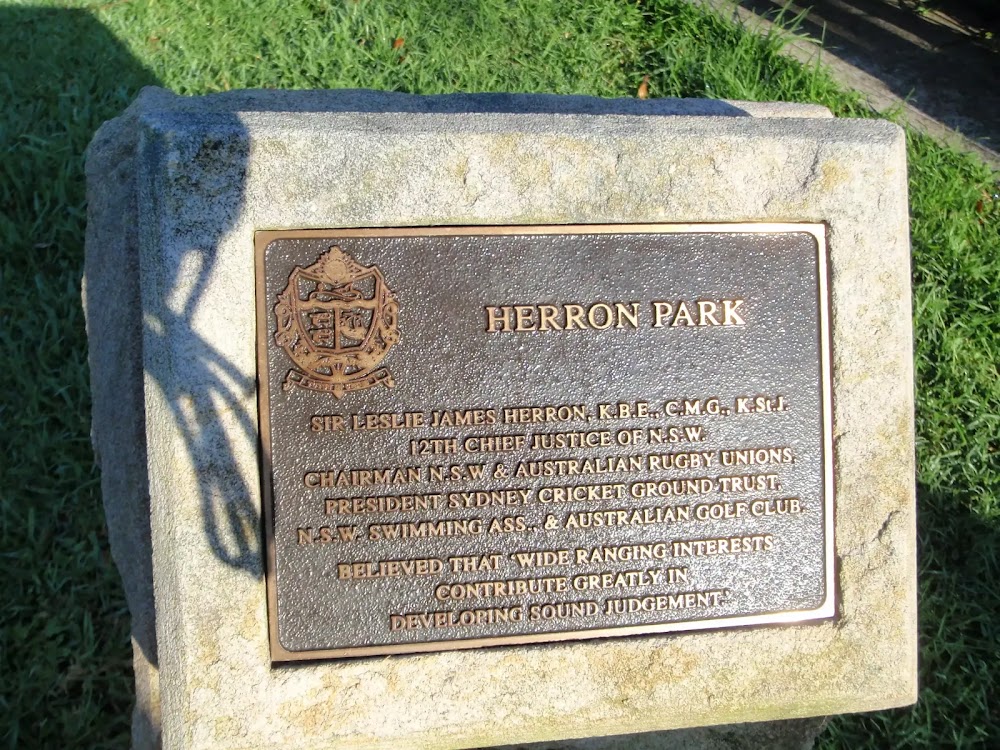 HERRON PARK
SIR LESLIE JAMES HERRON, K.B.E., C.M.G., K.St.J.
12TH CHIEF JUSTICE OF N.S.W.
CHAIRMAN N.S.W & AUSTRALIAN RUGBY UNIONS
PRESIDENT SYDNEY CRICKET GROUND TRUST,
N.S.W. SWIMMING ASS., & AUSTRALIAN GOLF CLUB.
BELIEVED THAT 'WIDE RANGING INTERESTS
CONTRIBUTE GREATLY IN
DEVELOPING SOUND JUDGEMENT'